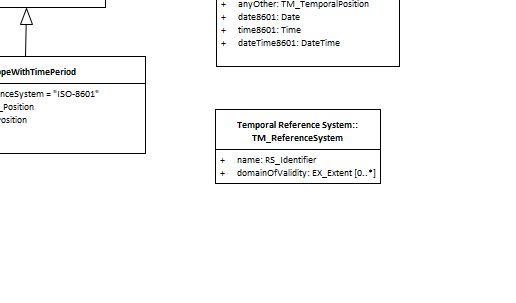 + anyOther: TM_TemporalPosition
+ date8601: Date
+ time8601: Time
+ dateTime8601: DateTime
peWithTimePeriod
nceSystem = "ISO-8601"
_Position
osition
Temporal Reference System::
TM_ReferenceSystem
+ name: RS_Identifier
+ domainOfValidity: EX_Extent [0..*]